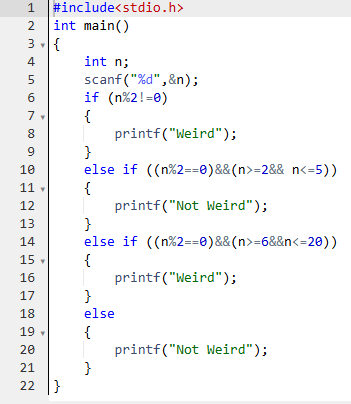 1 #include<stdio.h>
2 int main()
3 {
4     int n;
5     scanf("%d",&n);
6     if (n%2!=0)
7     {
8         printf("Weird");
9     }
10     else if ((n%2==0)&&(n>=2&& n<=5))
11     {
12         printf("Not Weird");
13     }
14     else if ((n%2==0)&&(n>=6&&n<=20))
15     {
16         printf("Weird");
17     }
18     else
19     {
20         printf("Not Weird");
21     }
22 }